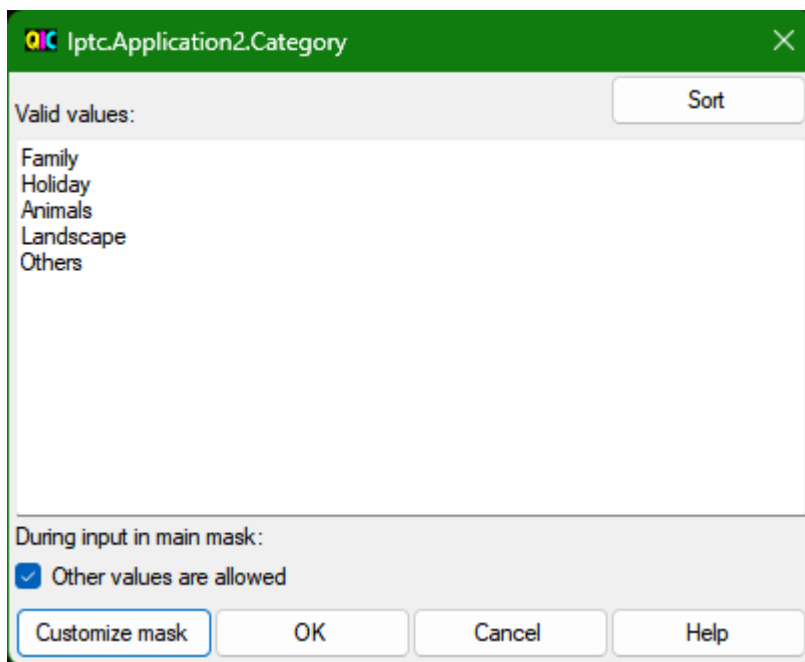 QIC Iptc.Application2.Category
Valid values:
Sort
Family
Holiday
Animals
Landscape
Others
During input in main mask:
Other values are allowed
Customize mask
OK
Cancel
Help